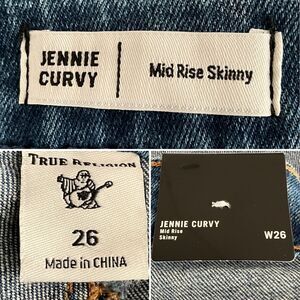 JENNIE
CURVY
Mid Rise Skinny
TRUE RELIGION
26
Made in CHINA
JENNIE CURVY
Mid Rise
Skinny
W26